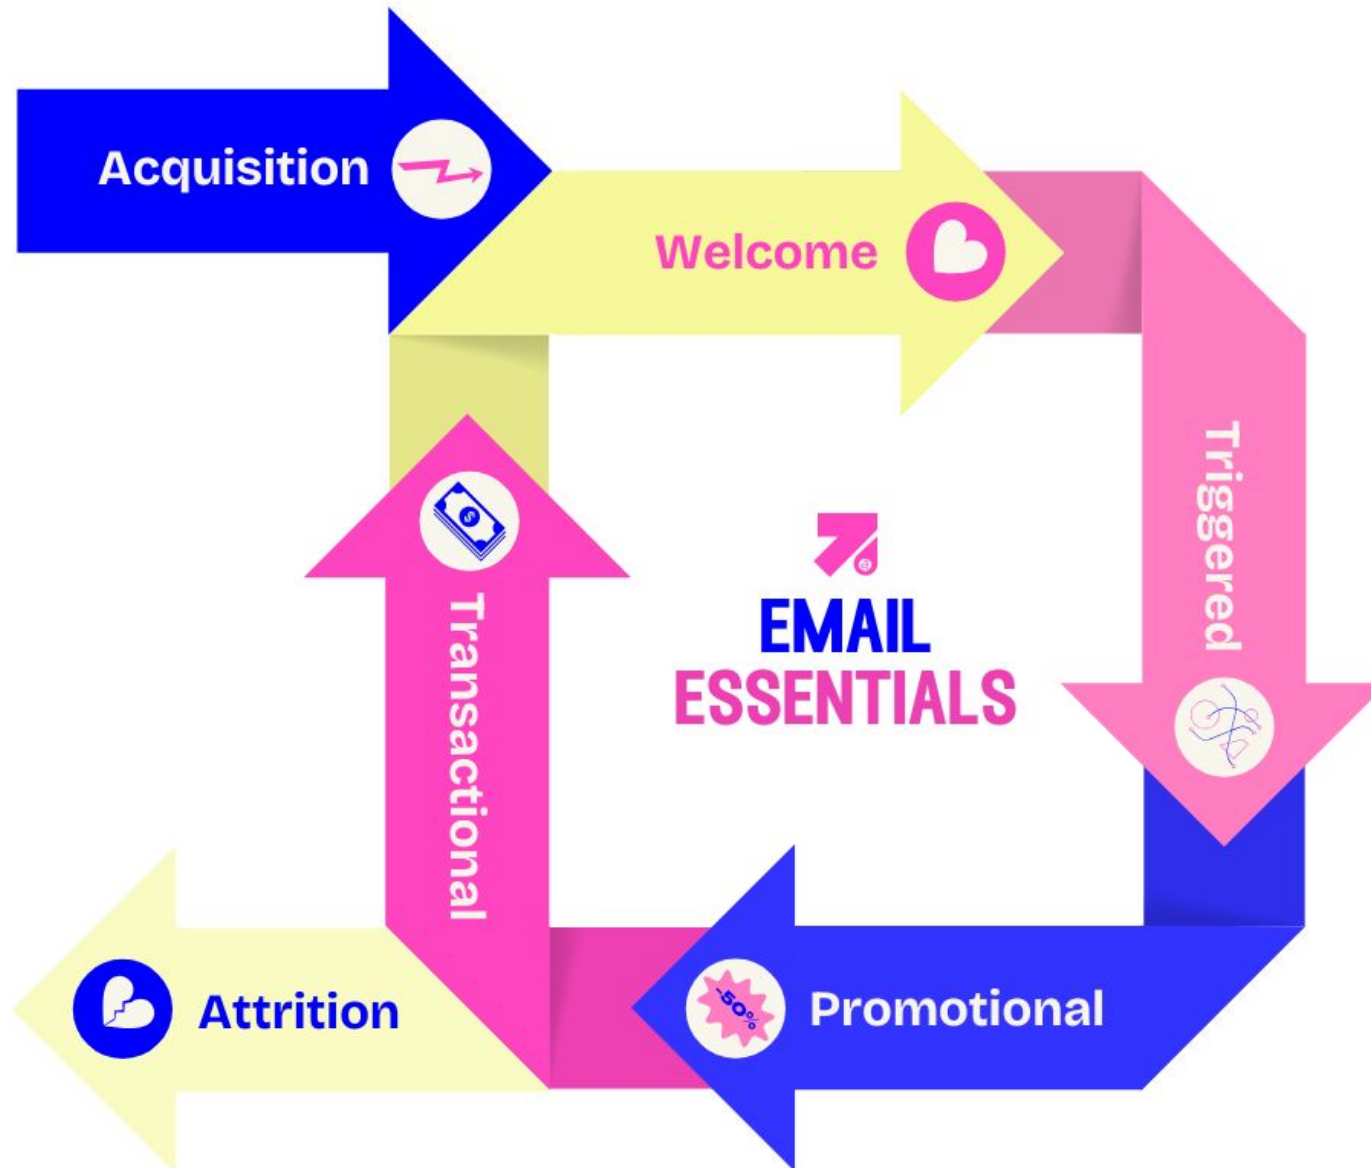 Acquisition
Welcome
Triggered
EMAIL
ESSENTIALS
Transactional
Promotional
-50%
Attrition
$